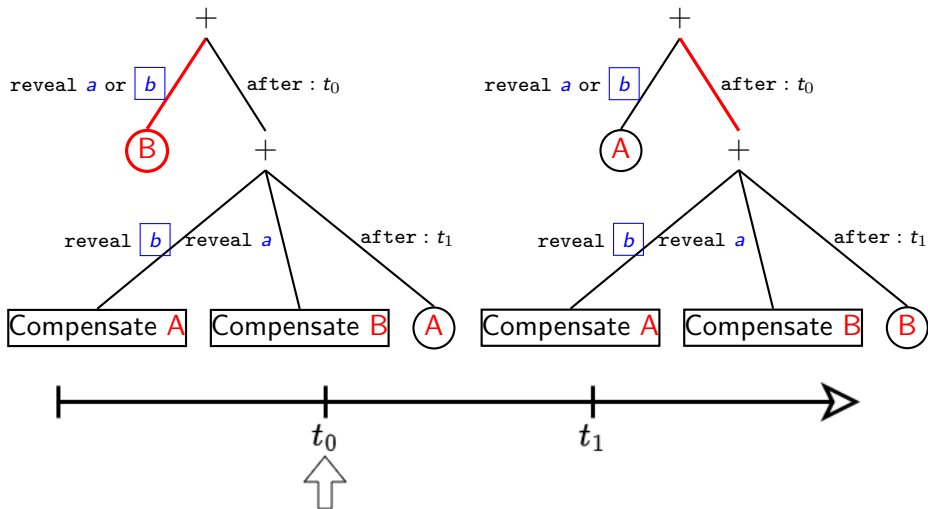 + +
reveal a or b after : t0 reveal a or b after : t0
B + A +
reveal b reveal a after : t1 reveal b reveal a after : t1
Compensate A Compensate B A Compensate A Compensate B B
t0 t1